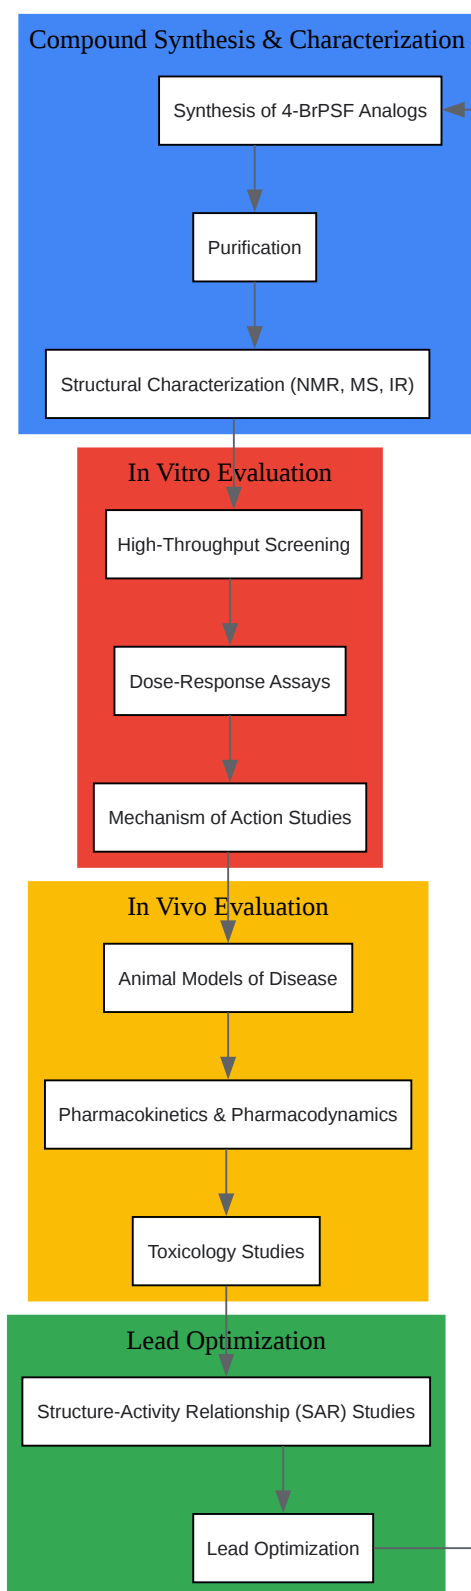 Compound Synthesis & Characterization
Synthesis of 4-BrPSF Analogs
Purification
Structural Characterization (NMR, MS, IR)
In Vitro Evaluation
High-Throughput Screening
Dose-Response Assays
Mechanism of Action Studies
In Vivo Evaluation
Animal Models of Disease
Pharmacokinetics & Pharmacodynamics
Toxicology Studies
Lead Optimization
Structure-Activity Relationship (SAR) Studies
Lead Optimization